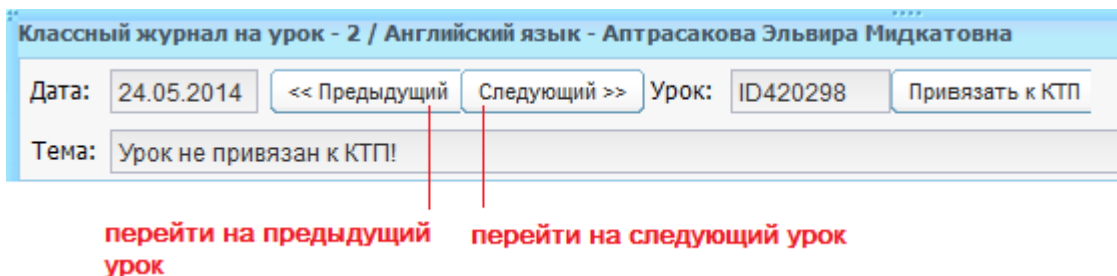 Классный журнал на урок - 2 / Английский язык - Аптрасакова Эльвира Мидкатовна
Дата: 24.05.2014 << Предыдущий Следующий >> Урок: ID420298 Привязать к КТП
Тема: Урок не привязан к КТП!
перейти на предыдущий урок
перейти на следующий урок